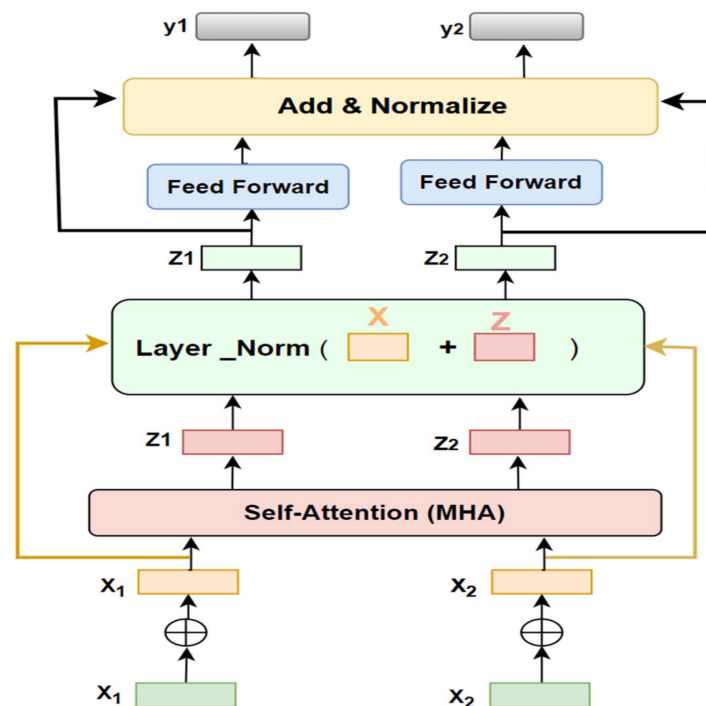 y1 y2
Add & Normalize
Feed Forward Feed Forward
Z1 Z2
X Z
Layer _Norm ( + )
Z1 Z2
Self-Attention (MHA)
X₁ X₂
X₁ X₂